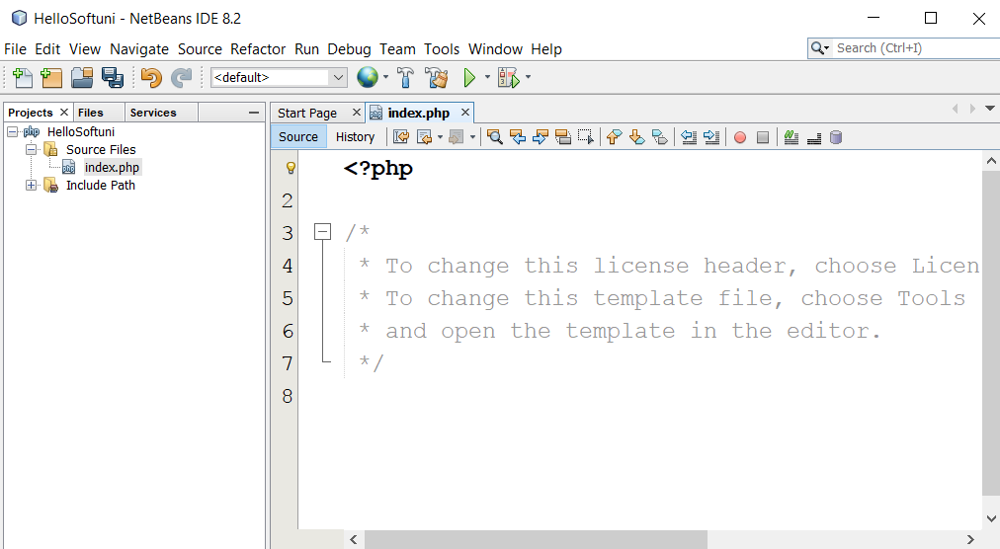 HelloSoftuni - NetBeans IDE 8.2
File Edit View Navigate Source Refactor Run Debug Team Tools Window Help
Search (Ctrl+I)
<default>
Projects Files Services
Start Page index.php
php HelloSoftuni
Source Files
index.php
Include Path
Source History
<?php
2
3 /*
4 * To change this license header, choose Licen
5 * To change this template file, choose Tools
6 * and open the template in the editor.
7 */
8